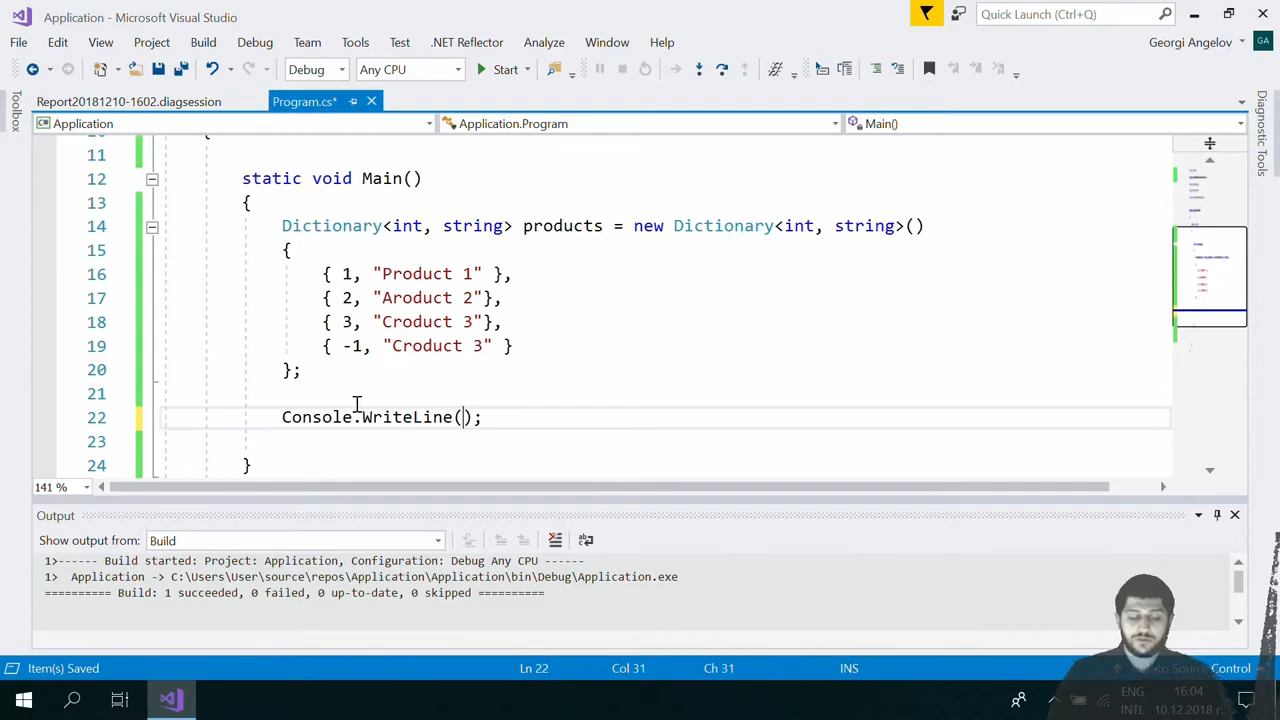 Application - Microsoft Visual Studio
Quick Launch (Ctrl+Q)
File Edit View Project Build Debug Team Tools Test .NET Reflector Analyze Window Help
Georgi Angelov
GA
Debug Any CPU Start
Toolbox
Report20181210-1602.diagsession Program.cs*
Application Application.Program Main()
Diagnostic Tools
11
12 static void Main()
13 {
14 Dictionary<int, string> products = new Dictionary<int, string>()
15 {
16 { 1, "Product 1" },
17 { 2, "Aroduct 2"},
18 { 3, "Croduct 3"},
19 { -1, "Croduct 3" }
20 };
21
22 Console.WriteLine();
23
24 }
141 %
Output
Show output from: Build
1>------ Build started: Project: Application, Configuration: Debug Any CPU ------
1> Application -> C:\Users\User\source\repos\Application\Application\bin\Debug\Application.exe
========== Build: 1 succeeded, 0 failed, 0 up-to-date, 0 skipped ==========
Item(s) Saved Ln 22 Col 31 Ch 31 INS to Source Control
ENG 16:04
INTL 10.12.2018 г.